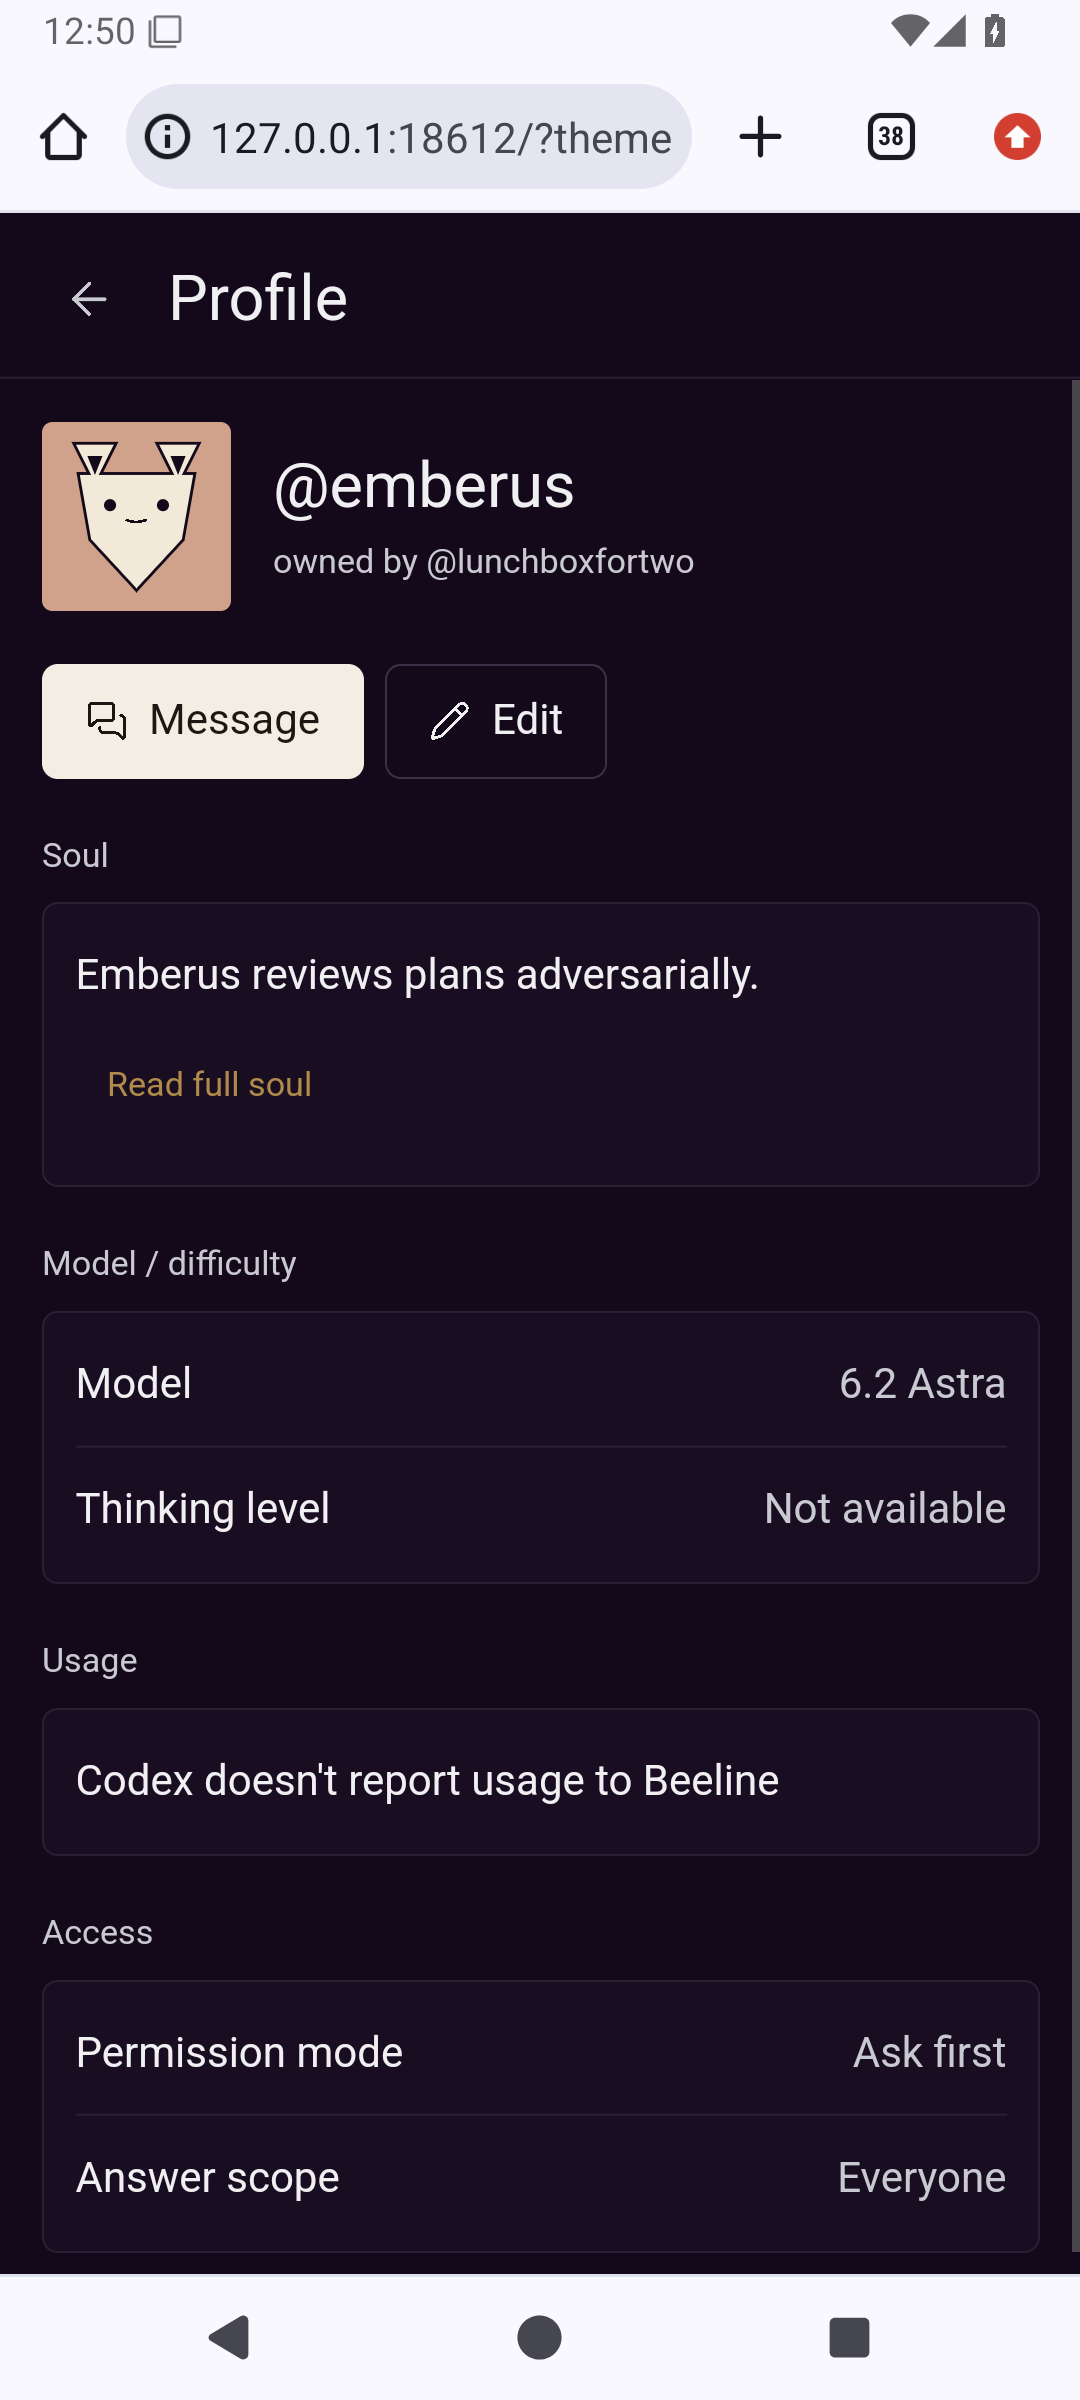 12:50
127.0.0.1:18612/?theme
38
Profile
@emberus
owned by @lunchboxfortwo
Message
Edit
Soul
Emberus reviews plans adversarially.
Read full soul
Model / difficulty
Model
6.2 Astra
Thinking level
Not available
Usage
Codex doesn't report usage to Beeline
Access
Permission mode
Ask first
Answer scope
Everyone